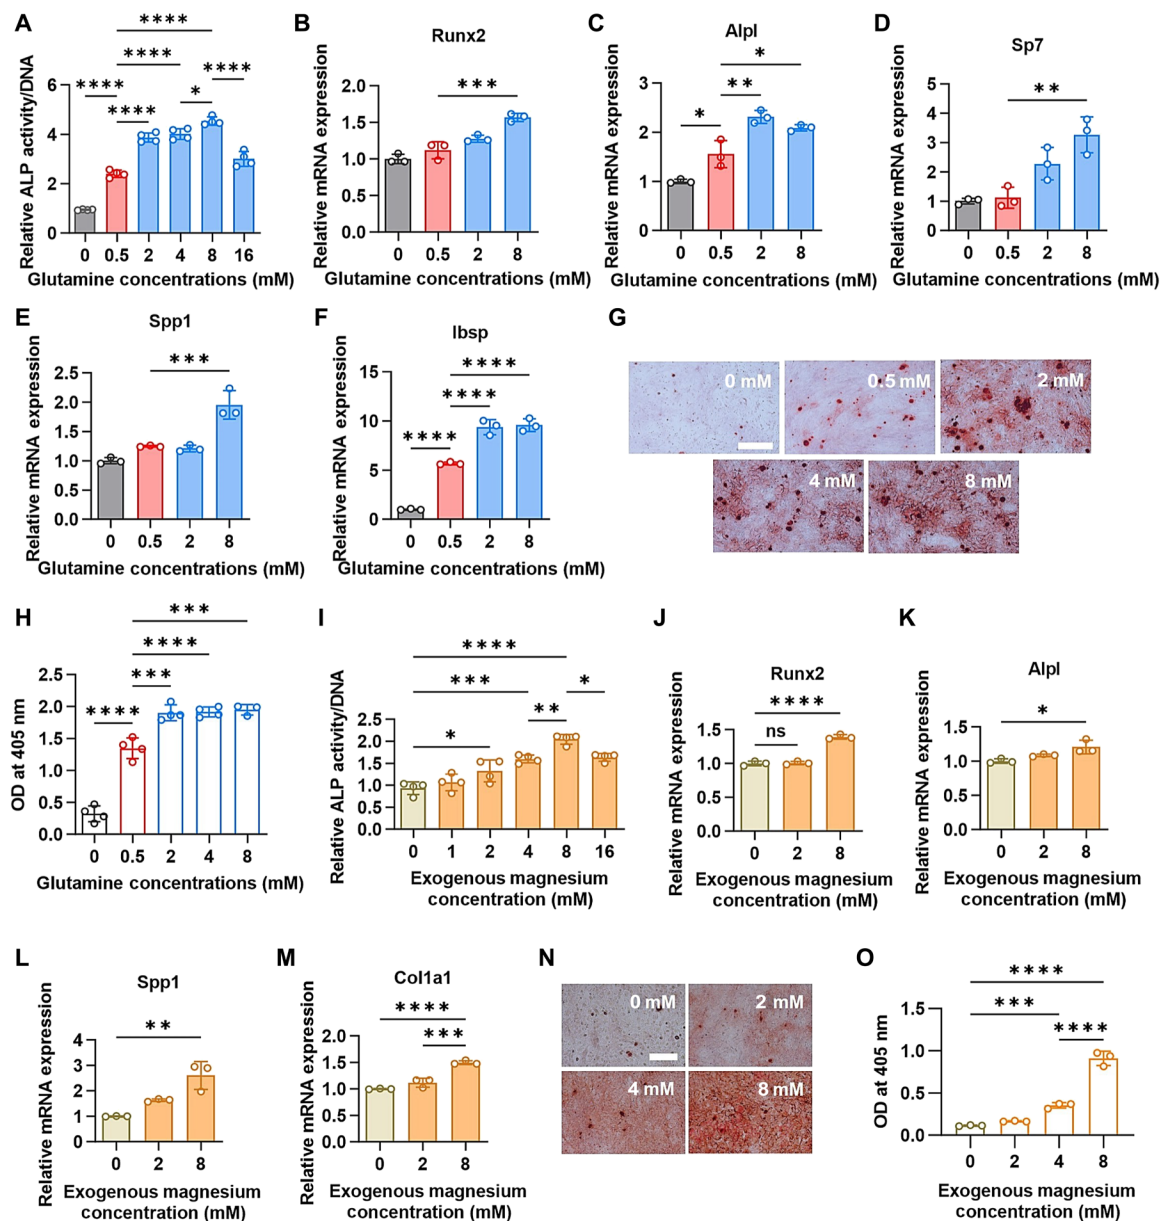 A
✱✱✱✱
✱✱✱✱
✱✱✱✱
✱✱✱✱
✱
✱✱✱✱
Relative ALP activity/DNA
6
4
2
0
0 0.5 2 4 8 16
Glutamine concentrations (mM)
B
Runx2
✱✱✱
Relative mRNA expression
2.0
1.5
1.0
0.5
0.0
0 0.5 2 8
Glutamine concentrations (mM)
C
Alpl
✱
✱✱
✱
Relative mRNA expression
3
2
1
0
0 0.5 2 8
Glutamine concentrations (mM)
D
Sp7
✱✱
Relative mRNA expression
5
4
3
2
1
0
0 0.5 2 8
Glutamine concentrations (mM)
E
Spp1
✱✱✱
Relative mRNA expression
2.5
2.0
1.5
1.0
0.5
0.0
0 0.5 2 8
Glutamine concentrations (mM)
F
Ibsp
✱✱✱✱
✱✱✱✱
✱✱✱✱
Relative mRNA expression
15
10
5
0
0 0.5 2 8
Glutamine concentrations (mM)
G
0 mM
0.5 mM
2 mM
4 mM
8 mM
H
✱✱✱
✱✱✱✱
✱✱✱
✱✱✱✱
OD at 405 nm
2.0
1.5
1.0
0.5
0.0
0 0.5 2 4 8
Glutamine concentrations (mM)
I
✱✱✱✱
✱✱✱
✱
✱✱
✱
Relative ALP activity/DNA
2.5
2.0
1.5
1.0
0.5
0.0
0 1 2 4 8 16
Exogenous magnesium
concentration (mM)
J
Runx2
✱✱✱✱
ns
Relative mRNA expression
1.5
1.0
0.5
0.0
0 2 8
Exogenous magnesium
concentration (mM)
K
Alpl
✱
Relative mRNA expression
1.5
1.0
0.5
0.0
0 2 8
Exogenous magnesium
concentration (mM)
L
Spp1
✱✱
Relative mRNA expression
4
3
2
1
0
0 2 8
Exogenous magnesium
concentration (mM)
M
Col1a1
✱✱✱✱
✱✱✱
Relative mRNA expression
2.0
1.5
1.0
0.5
0.0
0 2 8
Exogenous magnesium
concentration (mM)
N
0 mM
2 mM
4 mM
8 mM
O
✱✱✱✱
✱✱✱
✱✱✱✱
OD at 405 nm
1.5
1.0
0.5
0.0
0 2 4 8
Exogenous magnesium
concentration (mM)